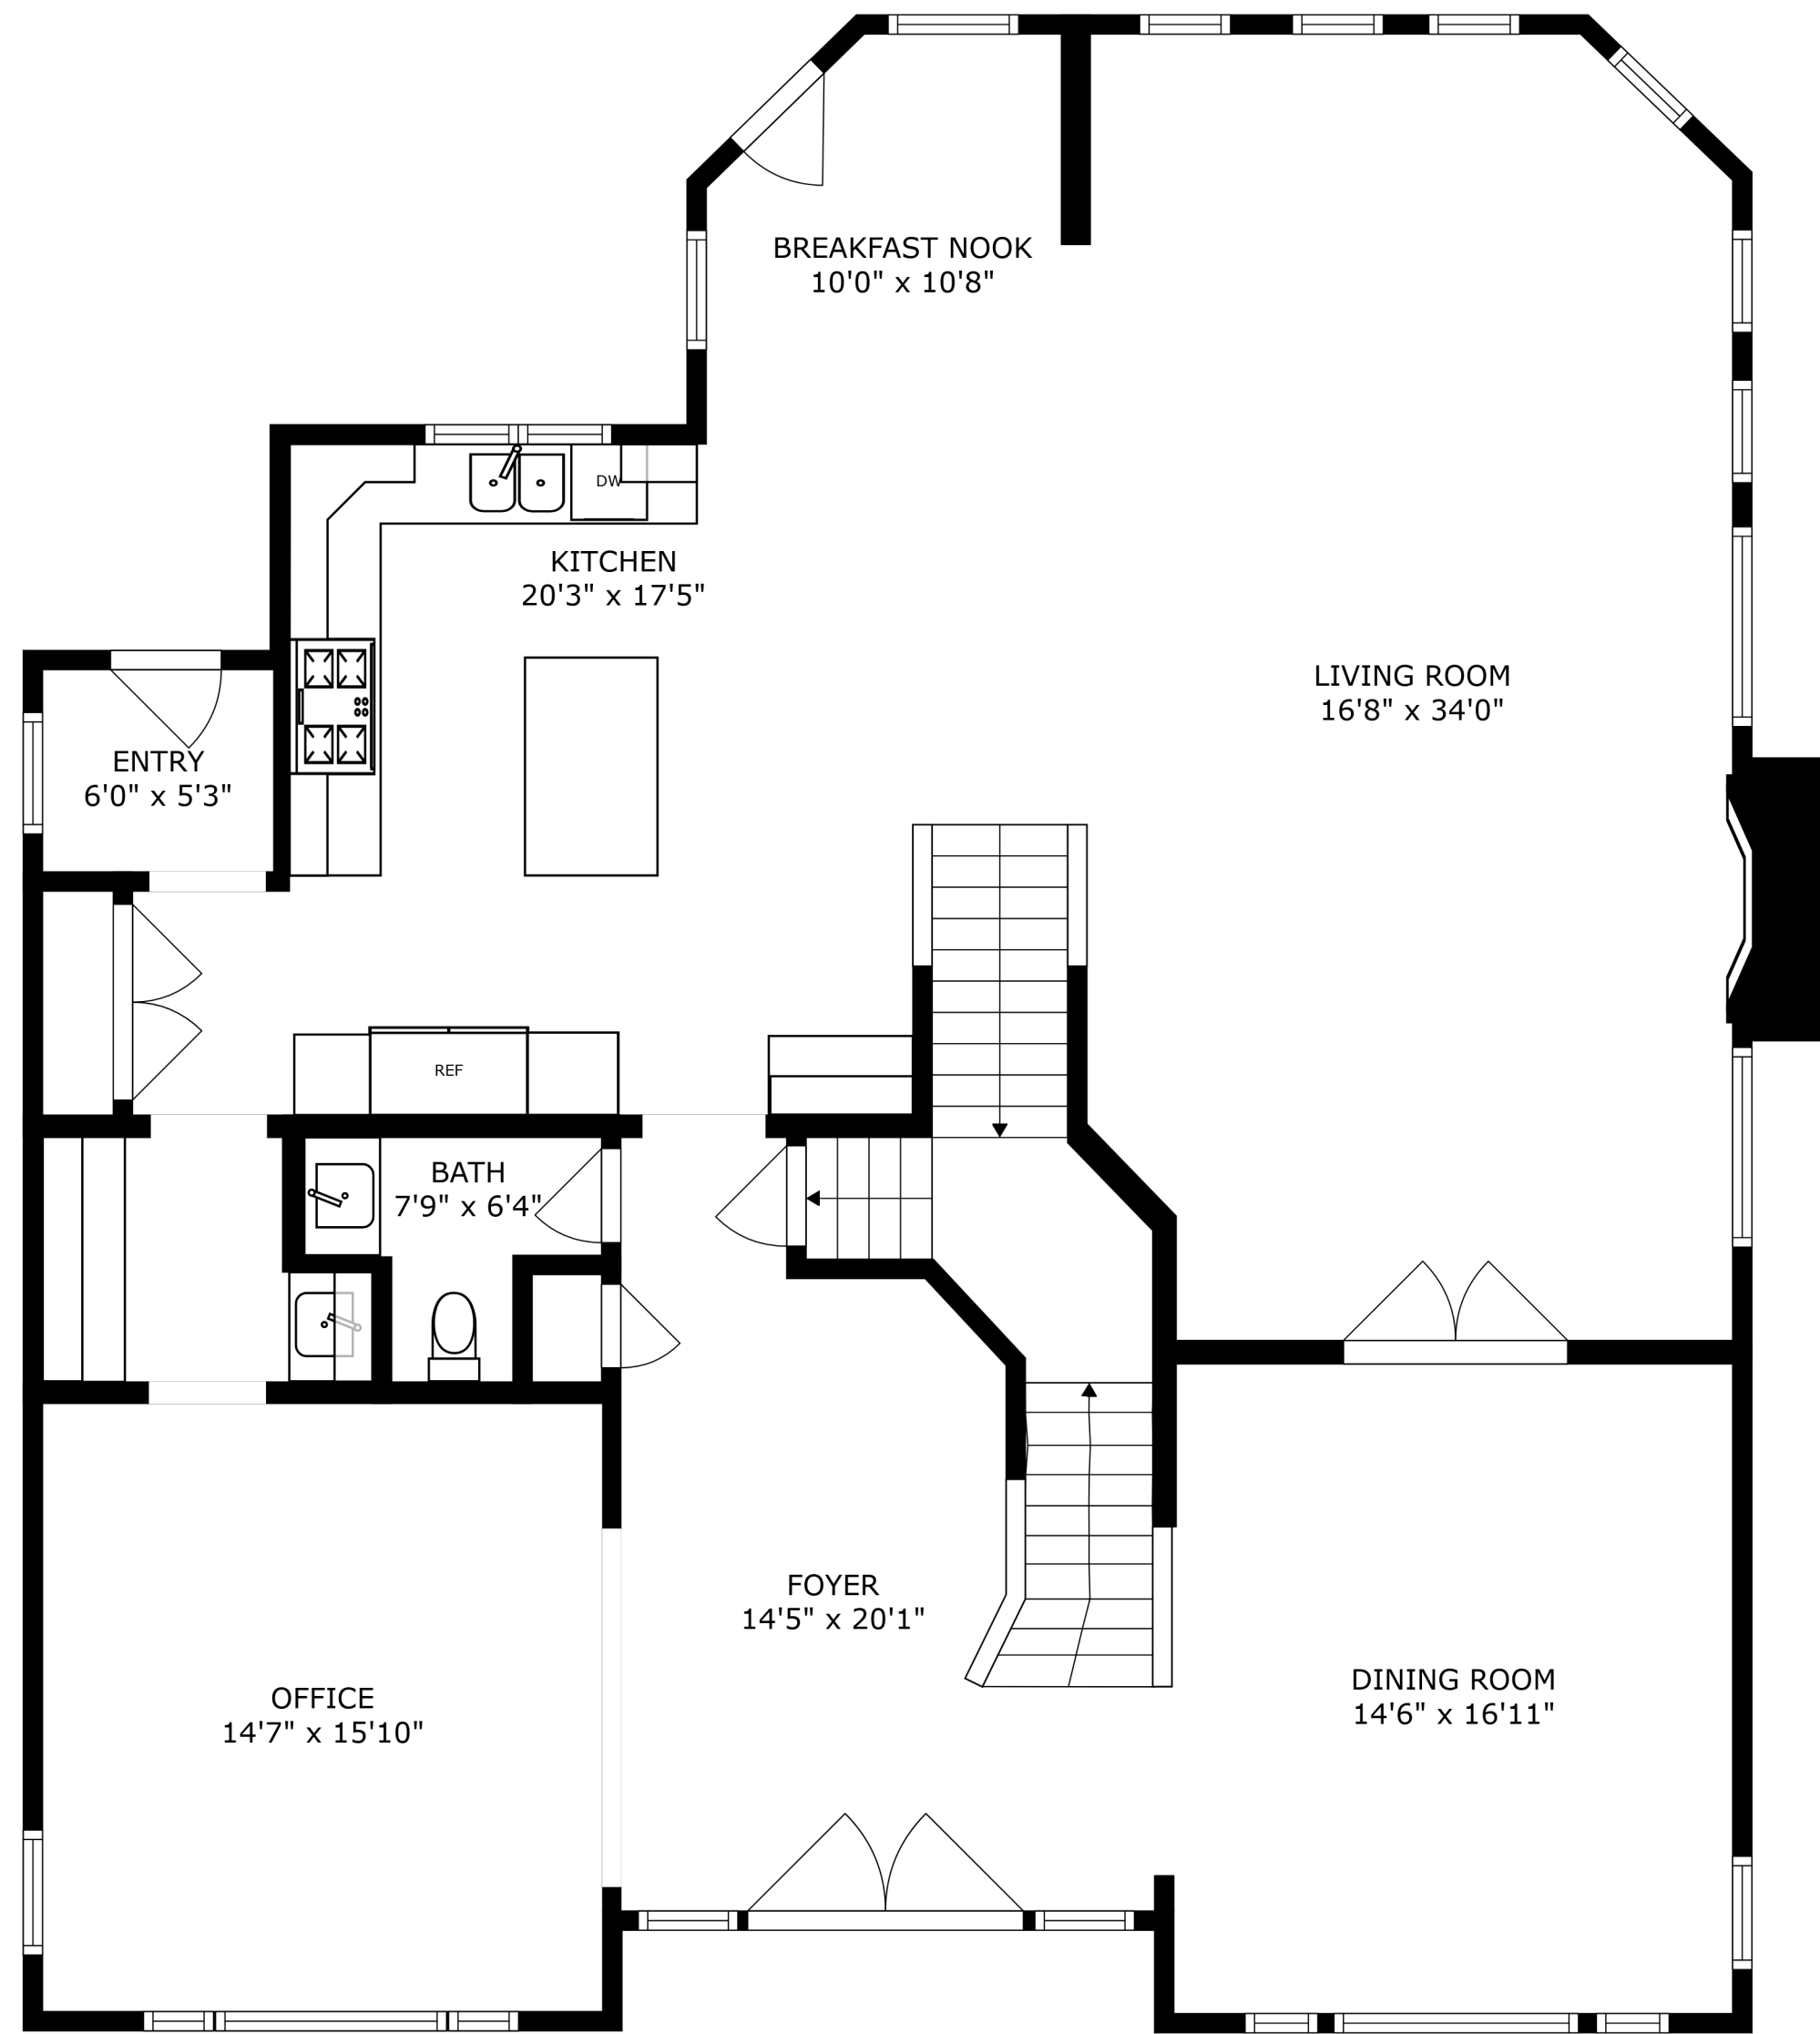 BREAKFAST NOOK
10'0" x 10'8"
DW
KITCHEN
20'3" x 17'5"
LIVING ROOM
16'8" x 34'0"
ENTRY
6'0" x 5'3"
REF
BATH
7'9" x 6'4"
FOYER
14'5" x 20'1"
DINING ROOM
14'6" x 16'11"
OFFICE
14'7" x 15'10"